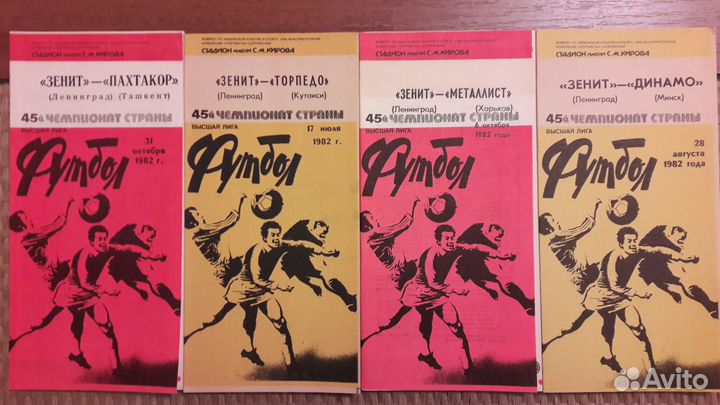 СТАДИОН имени С.М.КИРОВА
«ЗЕНИТ»—«ПАХТАКОР»
(Ленинград) (Ташкент)
45й ЧЕМПИОНАТ СТРАНЫ
ВЫСШАЯ ЛИГА
31
октября
1982 г.
Футбол
СТАДИОН имени С.М.КИРОВА
«ЗЕНИТ»—«ТОРПЕДО»
(Ленинград) (Кутоиси)
45й ЧЕМПИОНАТ СТРАНЫ
ВЫСШАЯ ЛИГА
17 июля
1982 г.
Футбол
СТАДИОН имени С.М.КИРОВА
«ЗЕНИТ»—«МЕТАЛЛИСТ»
(Ленинград) (Харьков)
45й ЧЕМПИОНАТ СТРАНЫ
6 октября
ВЫСШАЯ ЛИГА
1982 года
Футбол
СТАДИОН имени С.М.КИРОВА
«ЗЕНИТ»—«ДИНАМО»
(Ленинград) (Минск)
45й ЧЕМПИОНАТ СТРАНЫ
ВЫСШАЯ ЛИГА
28
августа
1982 года
Футбол
Avito